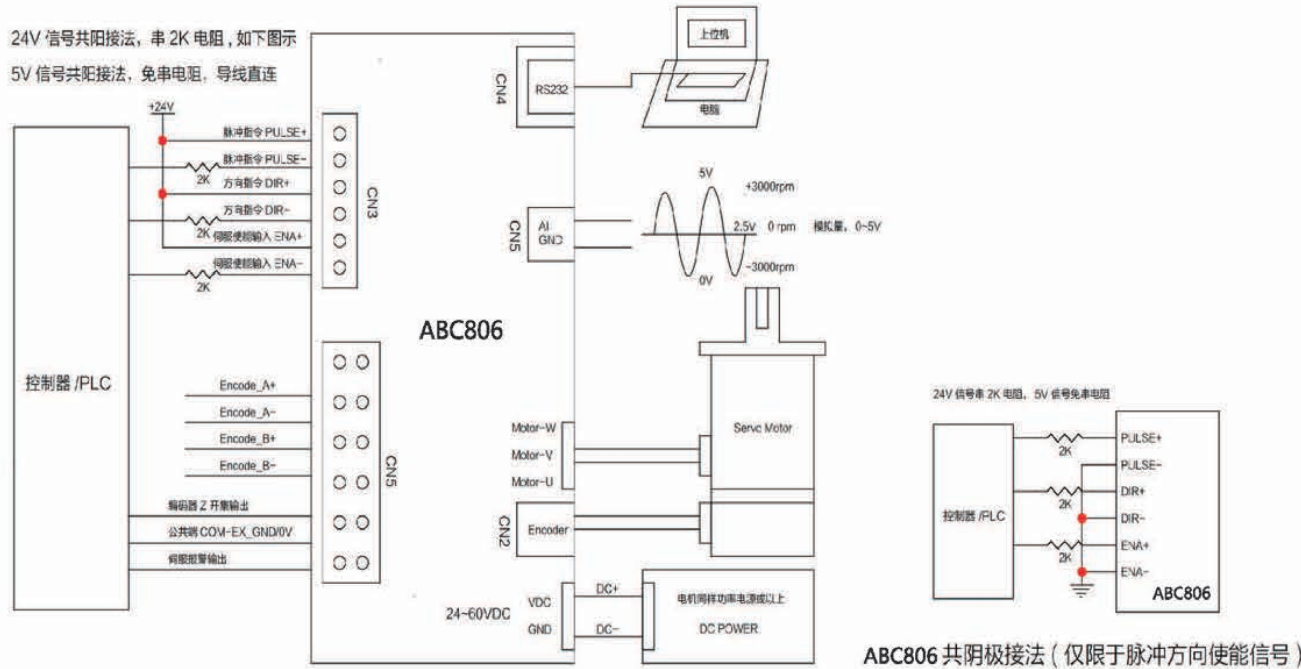 24V 信号共阳接法，串 2K 电阻，如下图示
5V 信号共阳接法，免串电阻，导线直连
+24V
脉冲指令 PULSE+
脉冲指令 PULSE-
2K
方向指令 DIR+
方向指令 DIR-
2K
伺服使能输入 ENA+
伺服使能输入 ENA-
2K
CN3
控制器 /PLC
ABC806
Encode_A+
Encode_A-
Encode_B+
Encode_B-
CN5
编码器 Z 开集输出
公共端 COM-EX_GND/0V
伺服报警输出
CN4
RS232
上位机
电脑
CN5
AI
GND
5V
+3000rpm
2.5V 0 rpm 模拟量，0~5V
-3000rpm
0V
Motor-W
Motor-V
Motor-U
Servo Motor
CN2
Encoder
24~60VDC
VDC
GND
DC+
DC-
电机同样功率电源或以上
DC POWER
24V 信号串 2K 电阻，5V 信号免串电阻
控制器 /PLC
2K
2K
2K
PULSE+
PULSE-
DIR+
DIR-
ENA+
ENA-
ABC806
ABC806 共阴极接法 ( 仅限于脉冲方向使能信号 )